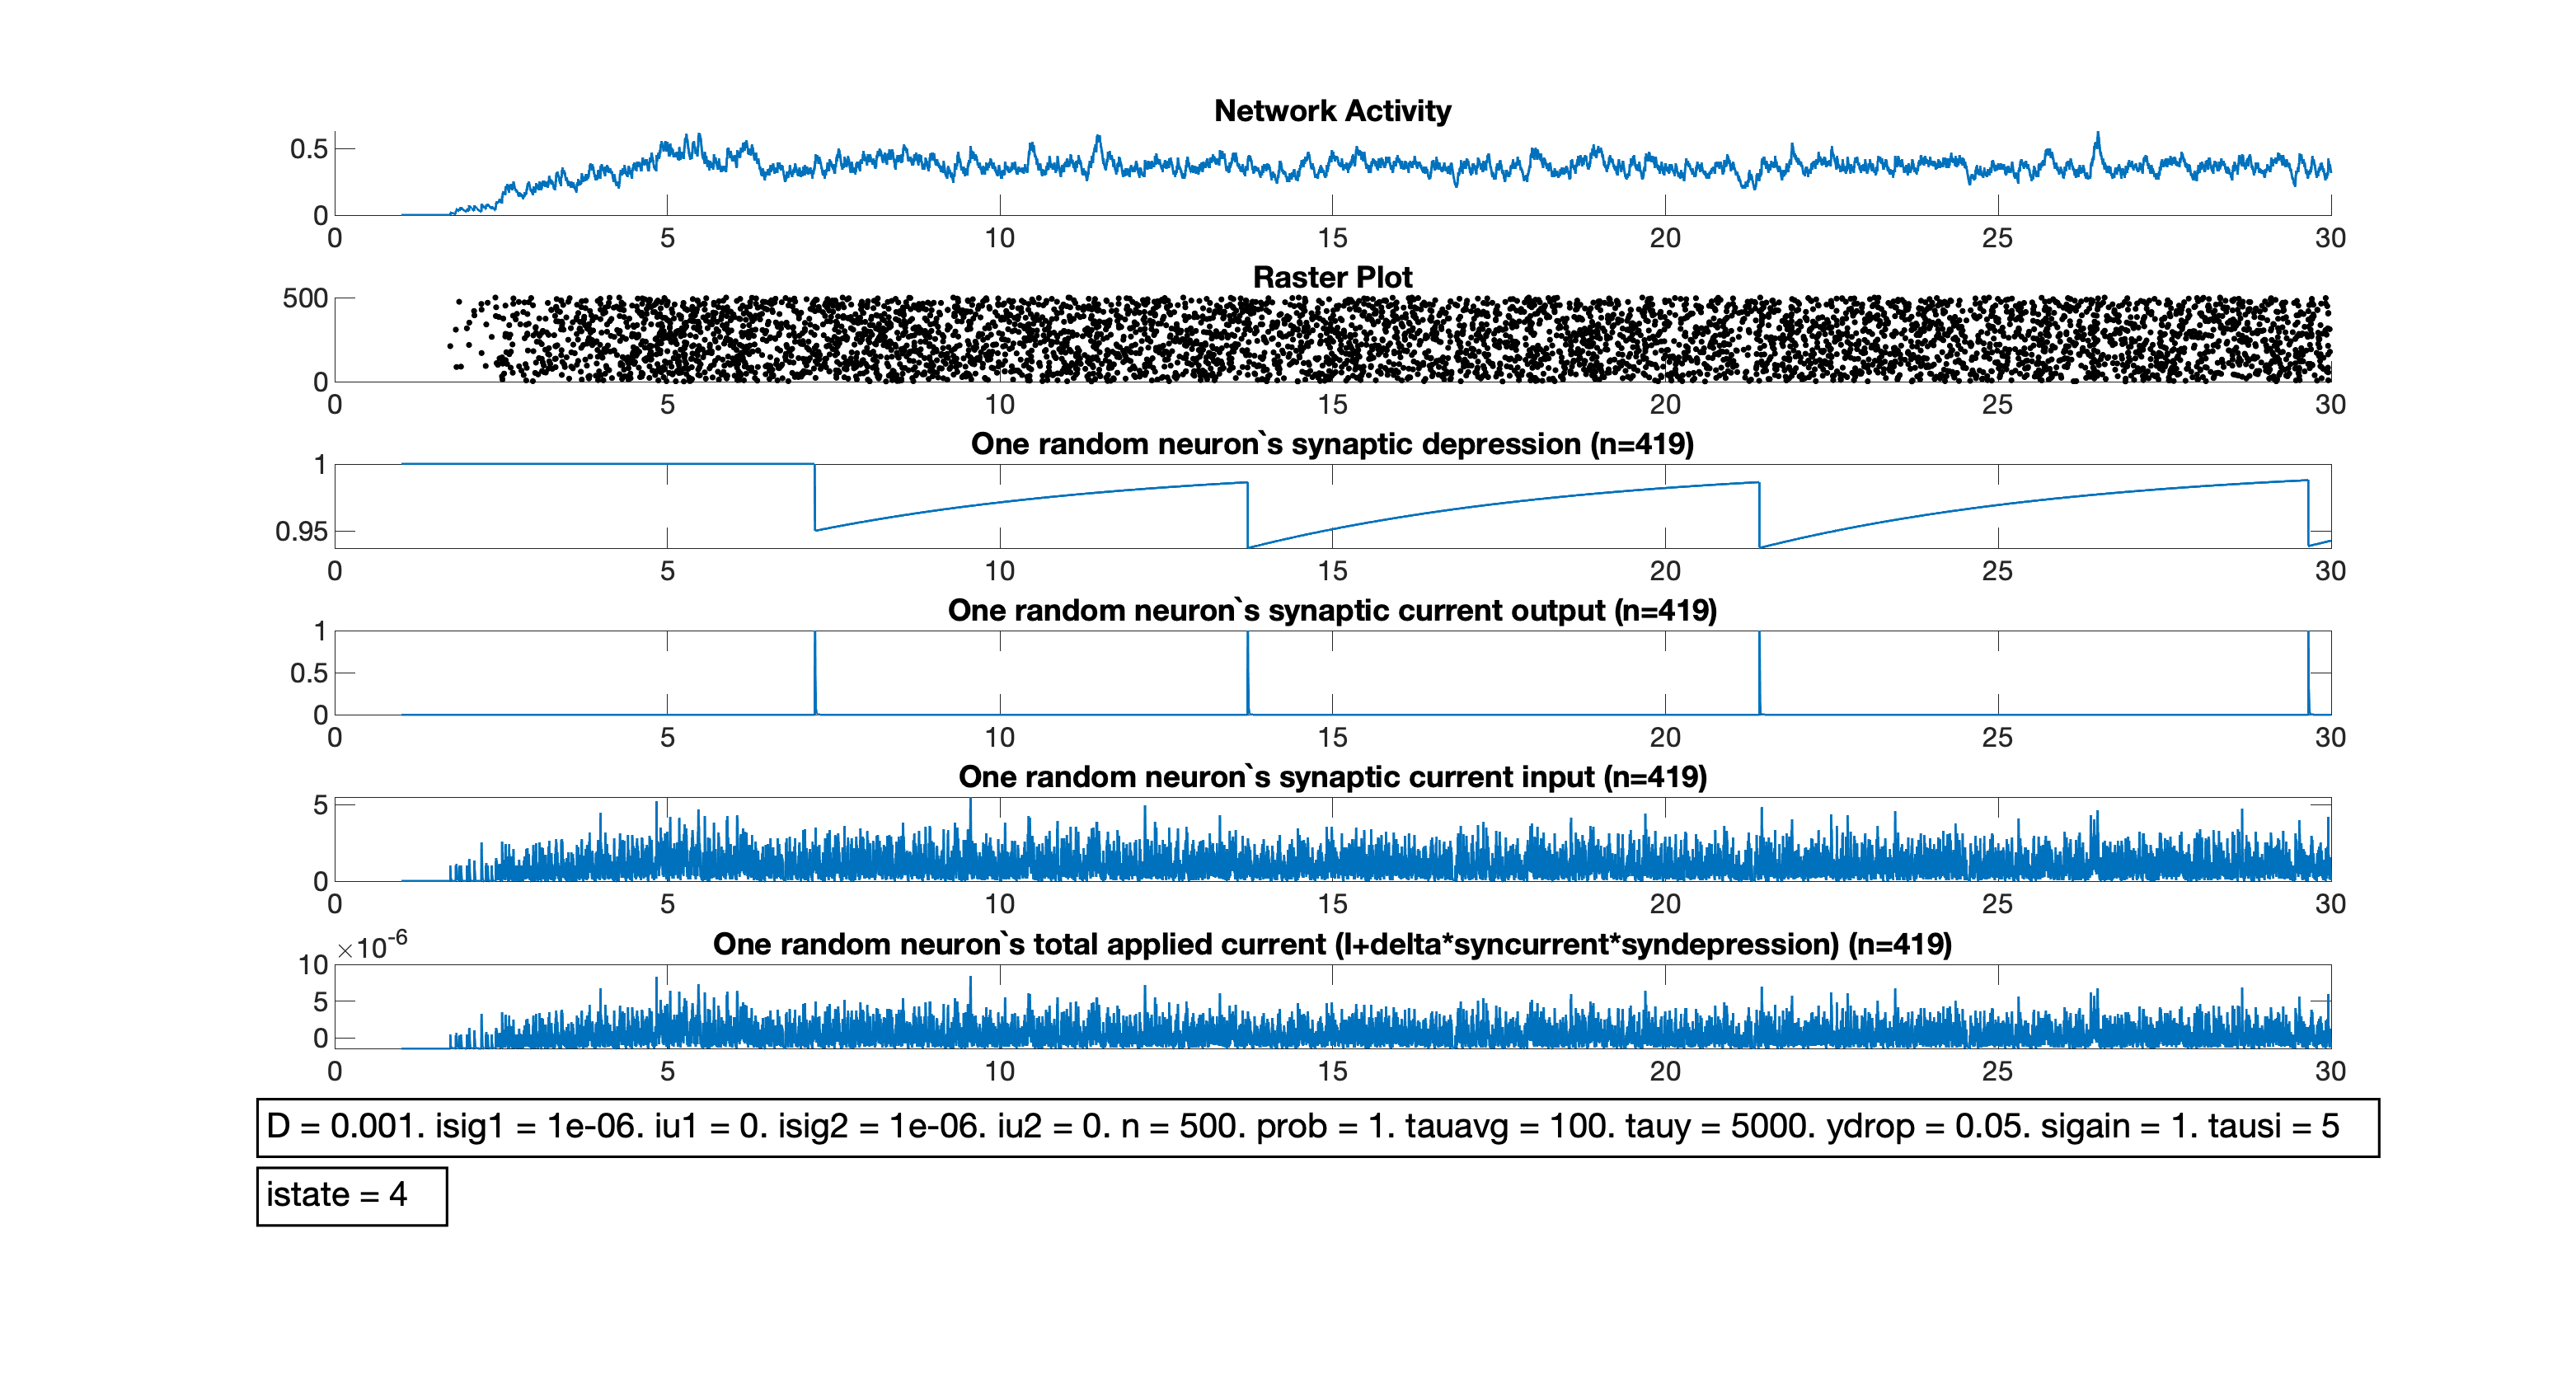 Network Activity
0.5
0
0 5 10 15 20 25 30
Raster Plot
500
0
0 5 10 15 20 25 30
One random neuron`s synaptic depression (n=419)
1
0.95
0 5 10 15 20 25 30
One random neuron`s synaptic current output (n=419)
1
0.5
0
0 5 10 15 20 25 30
One random neuron`s synaptic current input (n=419)
5
0
0 5 10 15 20 25 30
×10-6
One random neuron`s total applied current (I+delta*syncurrent*syndepression) (n=419)
10
5
0
0 5 10 15 20 25 30
D = 0.001. isig1 = 1e-06. iu1 = 0. isig2 = 1e-06. iu2 = 0. n = 500. prob = 1. tauavg = 100. tauy = 5000. ydrop = 0.05. sigain = 1. tausi = 5
istate = 4